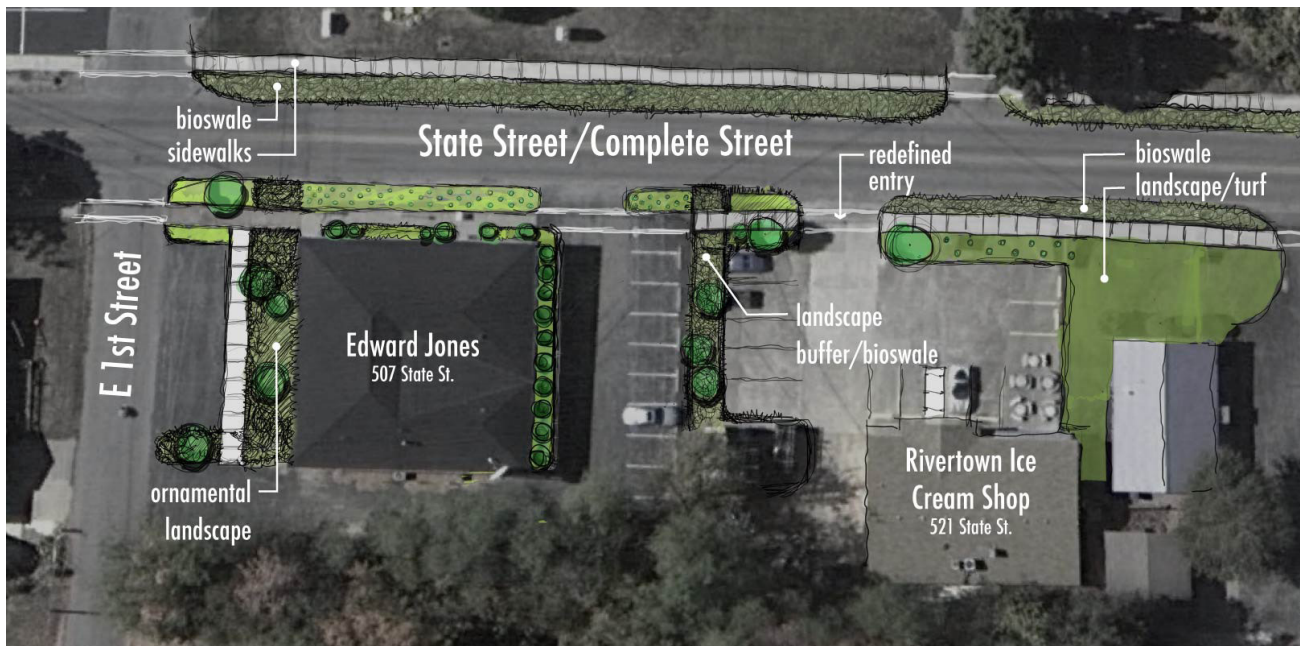 bioswale
sidewalks
State Street/Complete Street
redefined
entry
bioswale
landscape/turf
E 1st Street
Edward Jones
507 State St.
landscape
buffer/bioswale
ornamental
landscape
Rivertown Ice
Cream Shop
521 State St.